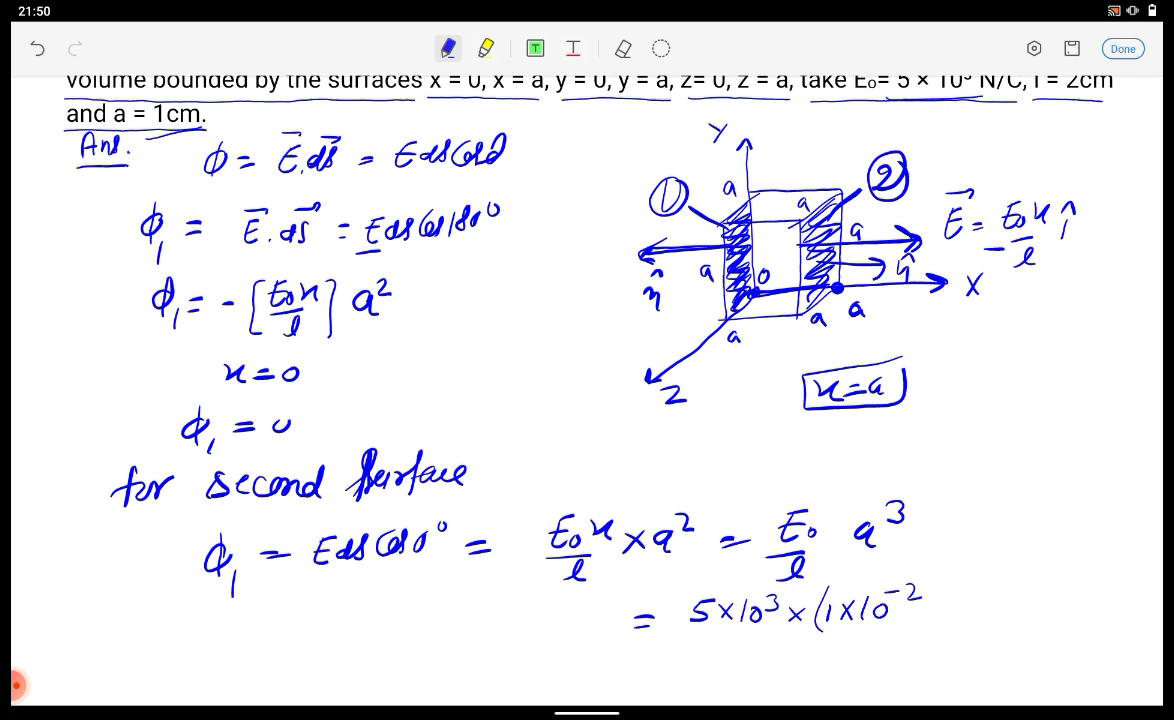 21:50
T
Done
volume bounded by the surfaces x = 0, x = a, y = 0, y = a, z= 0, z = a, take E₀= 5 × 10³ N/C, l = 2cm
and a = 1cm.
Ans.
ϕ = E⃗.ds⃗ = Eds Cosθ
ϕ₁ = E⃗.ds⃗ = Eds Cos180°
ϕ₁ = - [E₀x/l] a²
x = 0
ϕ₁ = 0
for second surface
ϕ₁ = Eds Cos0° = E₀x/l × a² = E₀/l a³
= 5×10³ × (1×10⁻²
Y
a
①
②
a
a
E⃗ = E₀x/l î
n̂
a
0
n̂
X
a
a
a
Z
x=a